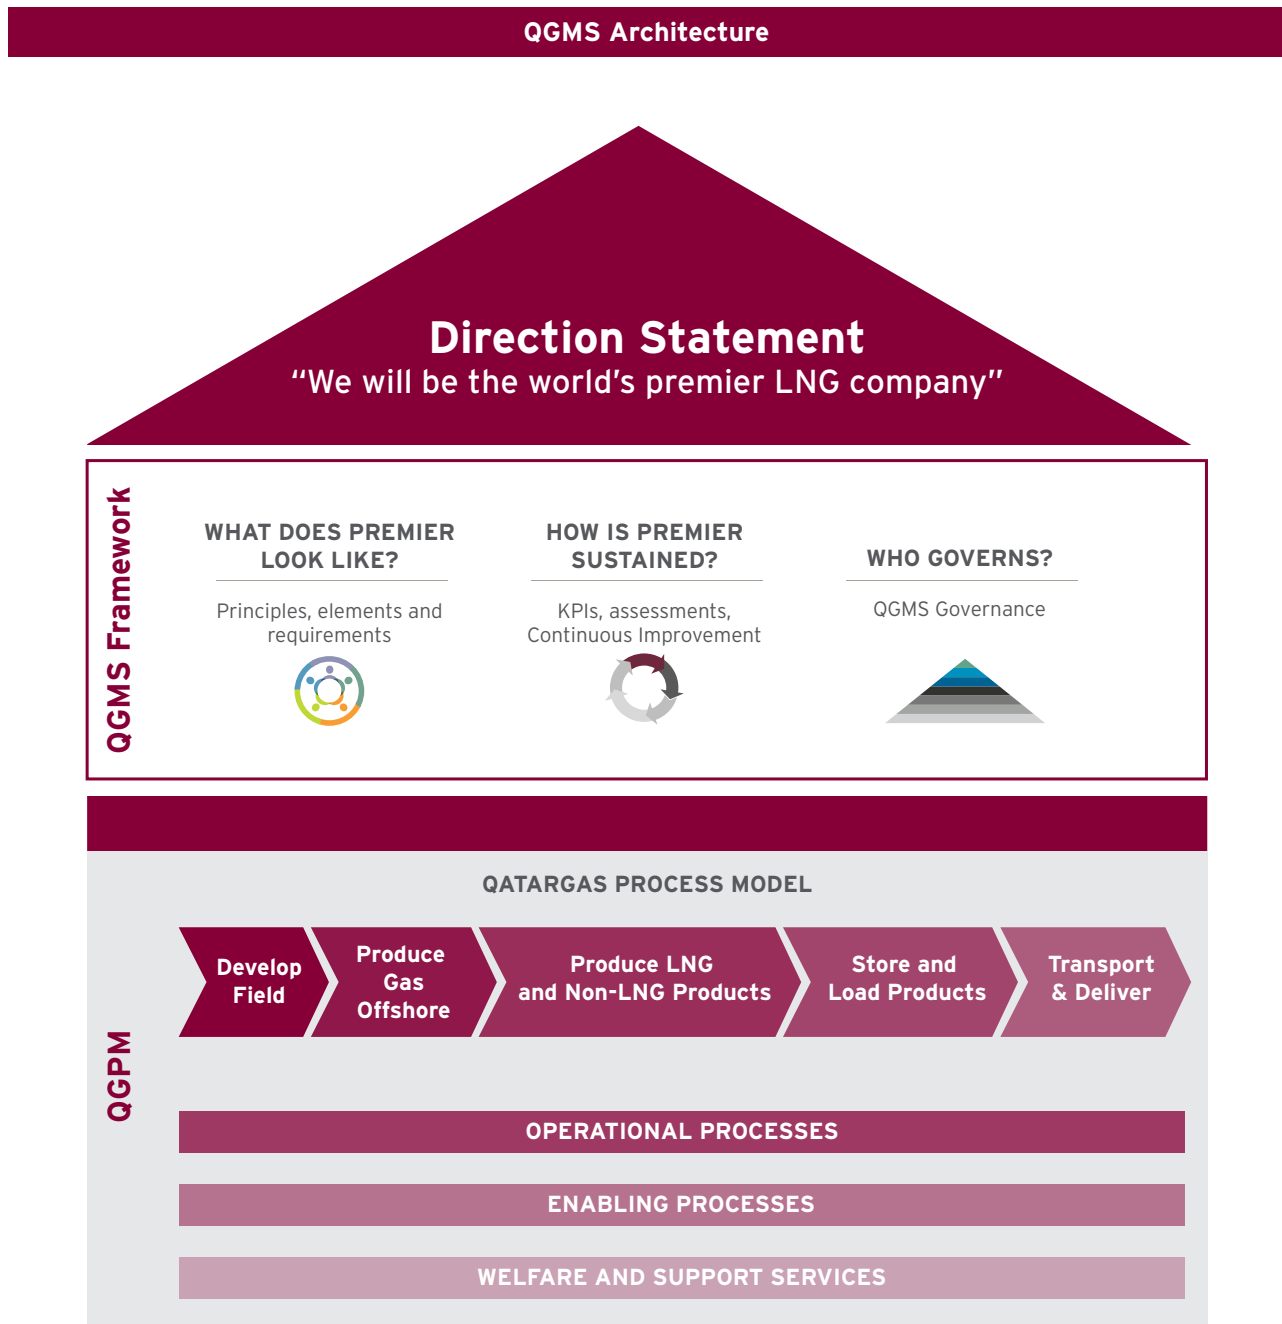 QGMS Architecture
Direction Statement
“We will be the world’s premier LNG company”
QGMS Framework
WHAT DOES PREMIER
LOOK LIKE?
Principles, elements and
requirements
HOW IS PREMIER
SUSTAINED?
KPIs, assessments,
Continuous Improvement
WHO GOVERNS?
QGMS Governance
QGPM
QATARGAS PROCESS MODEL
Develop
Field
Produce
Gas
Offshore
Produce LNG
and Non-LNG Products
Store and
Load Products
Transport
& Deliver
OPERATIONAL PROCESSES
ENABLING PROCESSES
WELFARE AND SUPPORT SERVICES